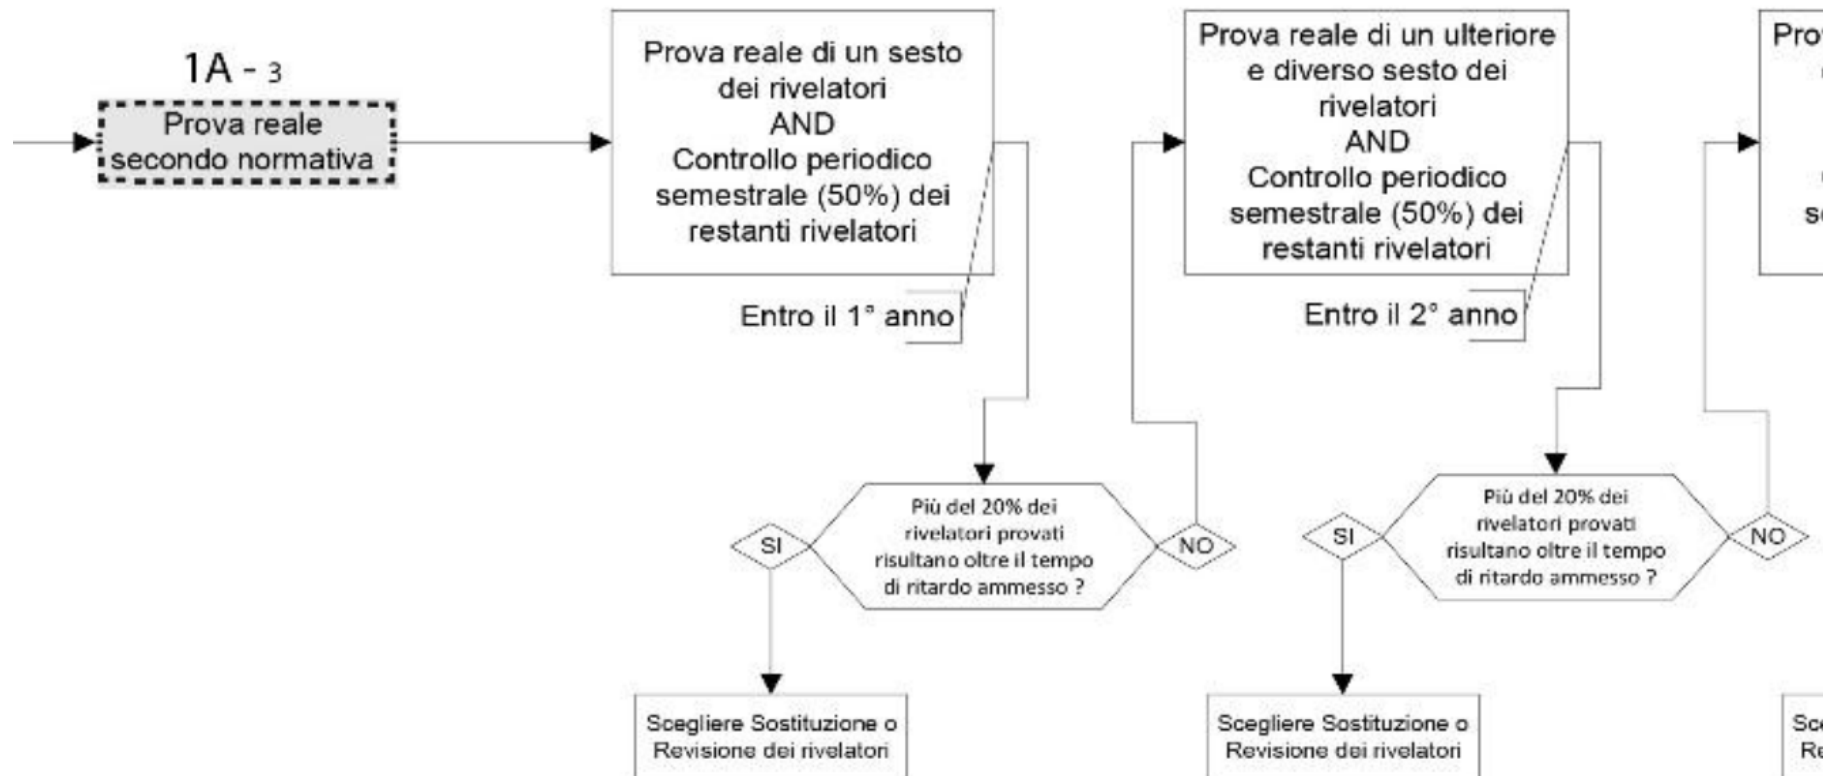 1A - 3
Prova reale
secondo normativa
Prova reale di un sesto
dei rivelatori
AND
Controllo periodico
semestrale (50%) dei
restanti rivelatori
Entro il 1° anno
Più del 20% dei
rivelatori provati
risultano oltre il tempo
di ritardo ammesso ?
SI
NO
Scegliere Sostituzione o
Revisione dei rivelatori
Prova reale di un ulteriore
e diverso sesto dei
rivelatori
AND
Controllo periodico
semestrale (50%) dei
restanti rivelatori
Entro il 2° anno
Più del 20% dei
rivelatori provati
risultano oltre il tempo
di ritardo ammesso ?
SI
NO
Scegliere Sostituzione o
Revisione dei rivelatori